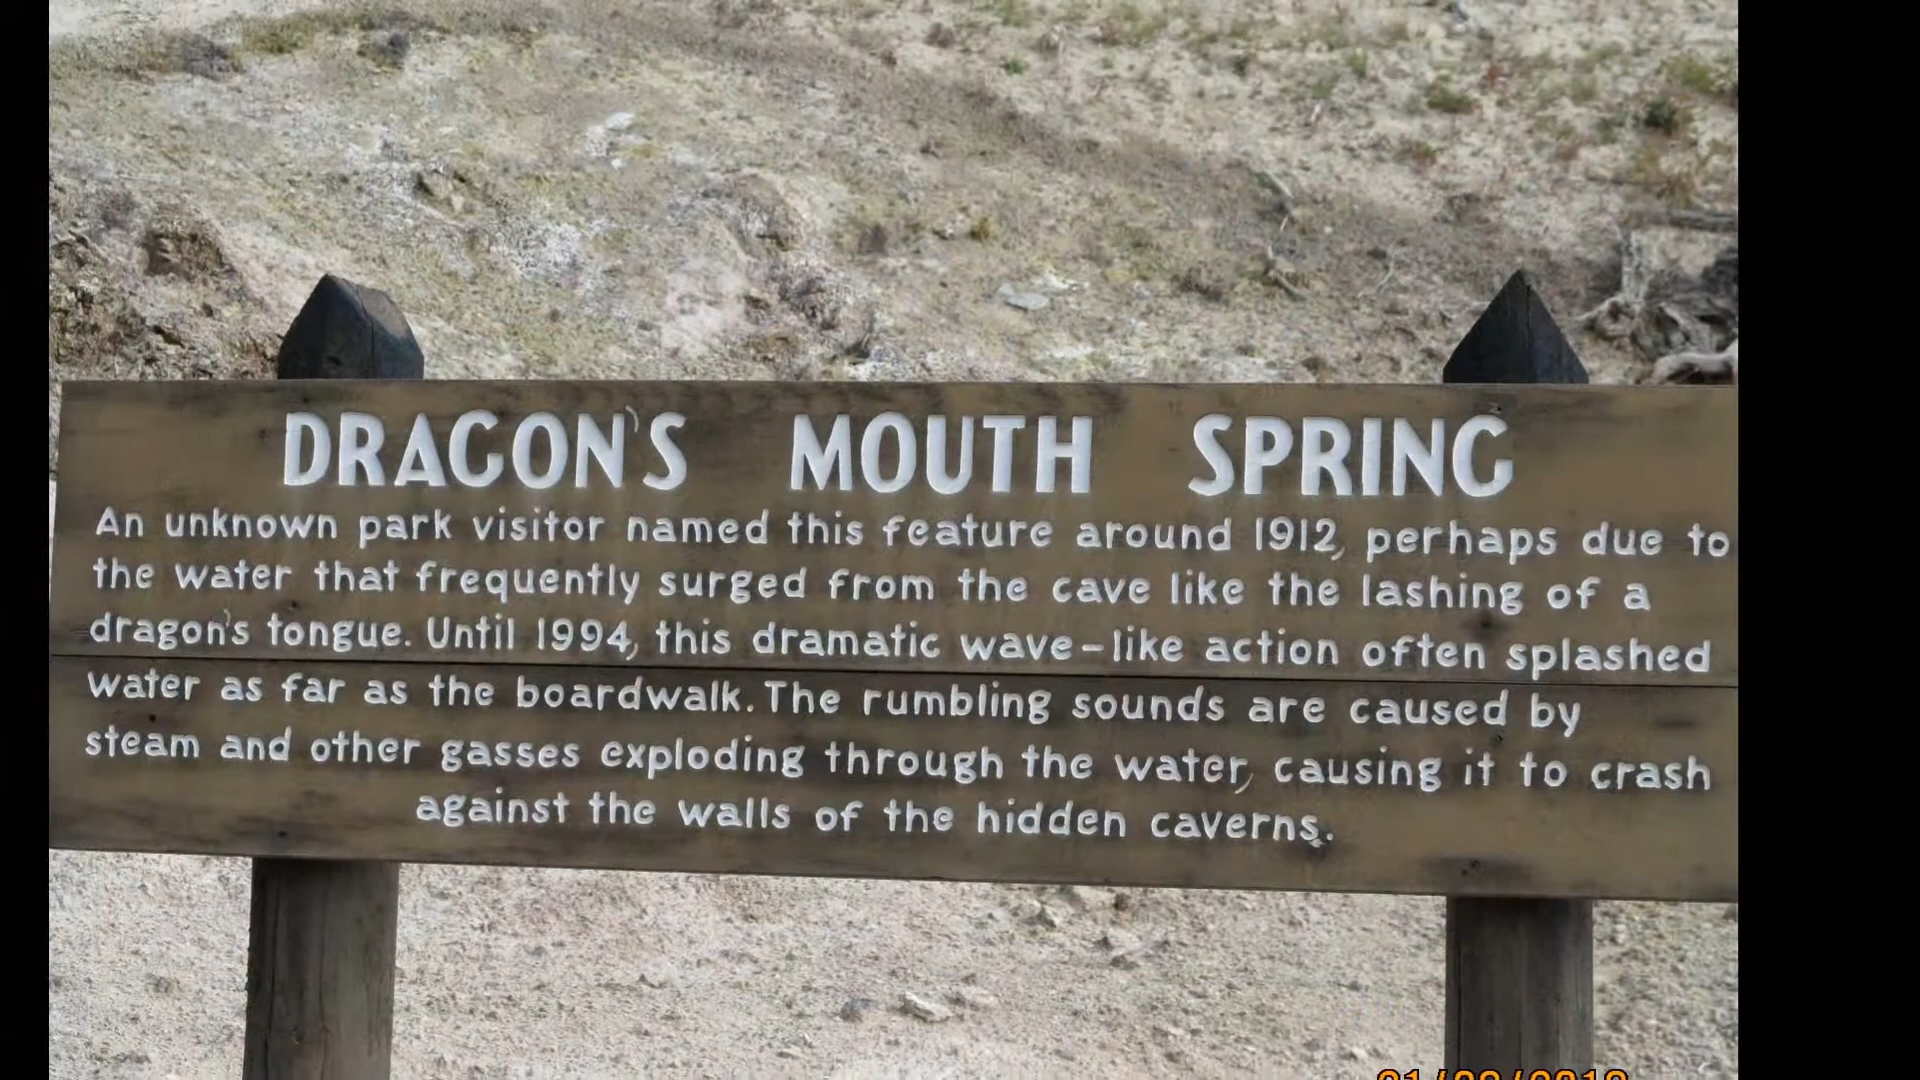 DRAGON'S MOUTH SPRING
An unknown park visitor named this feature around 1912, perhaps due to
the water that frequently surged from the cave like the lashing of a
dragon's tongue. Until 1994, this dramatic wave-like action often splashed
water as far as the boardwalk. The rumbling sounds are caused by
steam and other gasses exploding through the water, causing it to crash
against the walls of the hidden caverns.